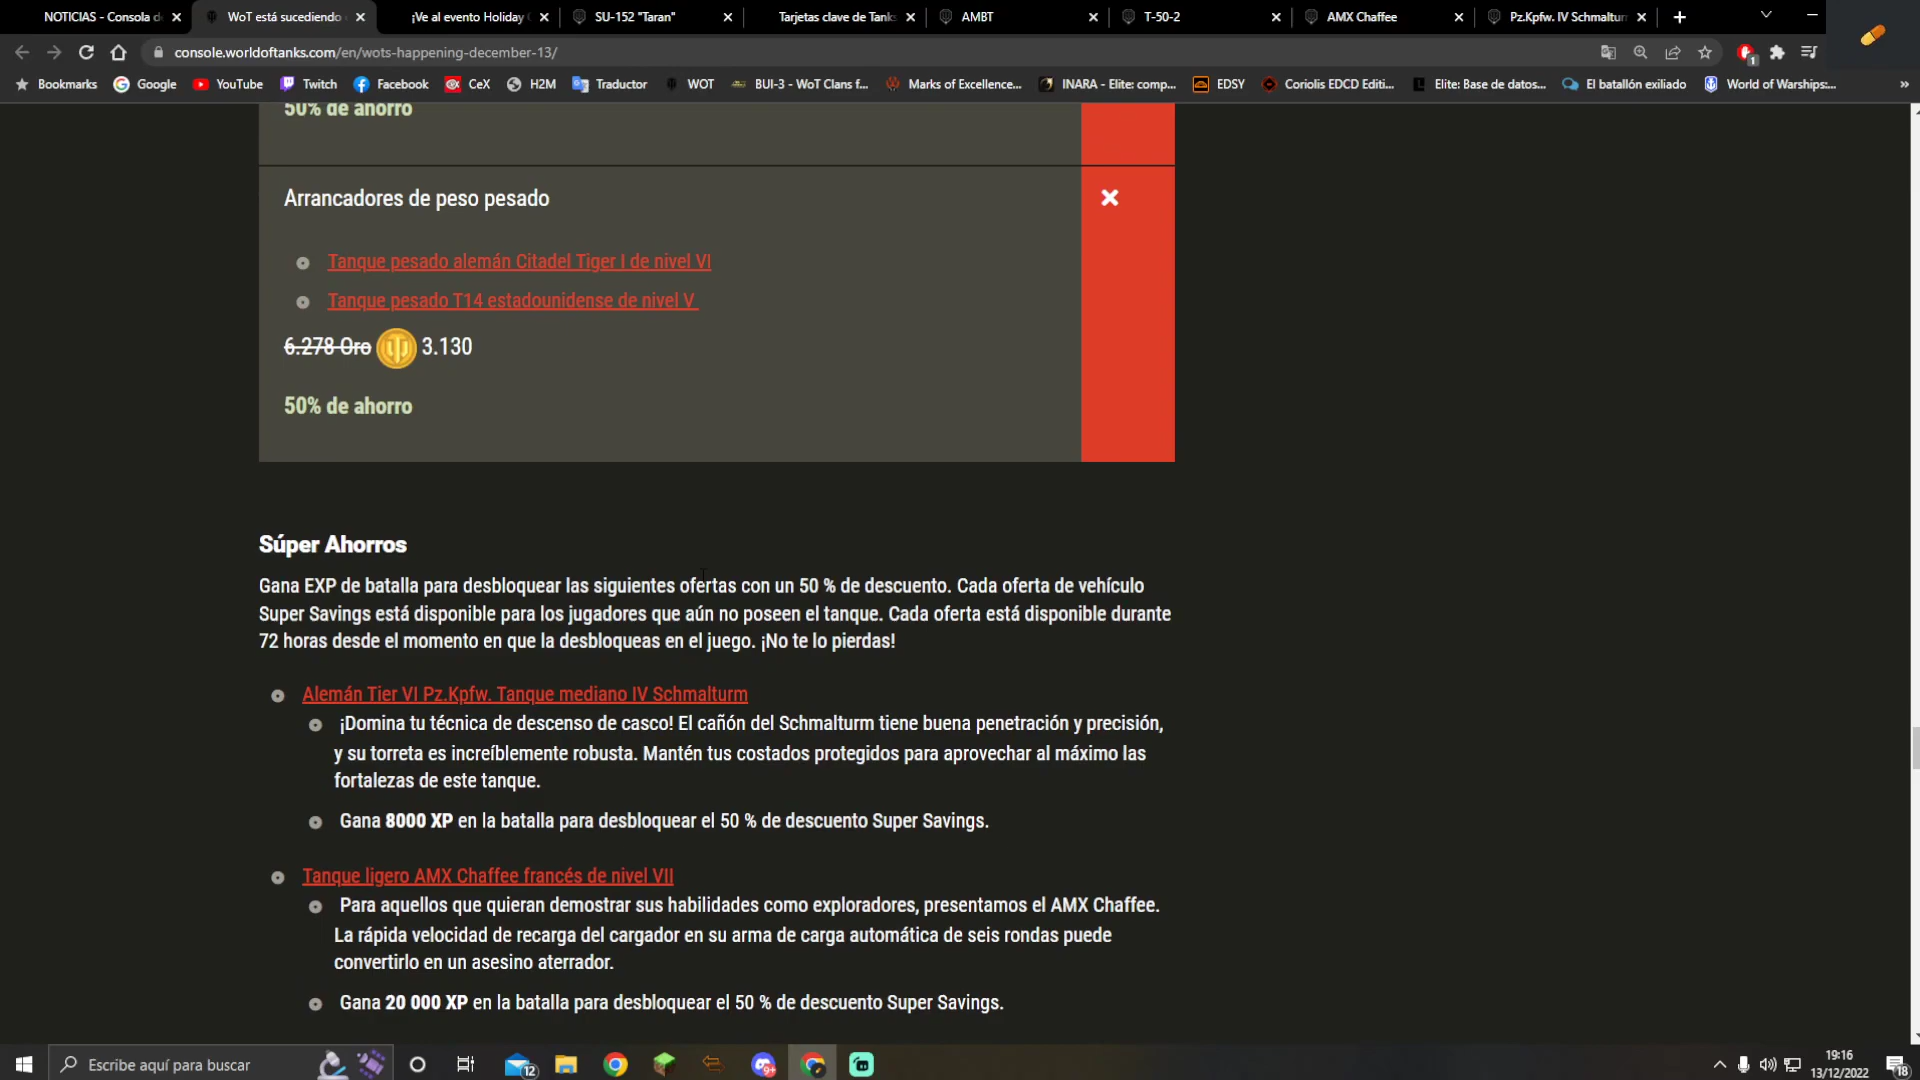 NOTICIAS - Consola d
WoT está sucediendo
¡Ve al evento Holiday
SU-152 "Taran"
Tarjetas clave de Tank
AMBT
T-50-2
AMX Chaffee
Pz.Kpfw. IV Schmaltur
console.worldoftanks.com/en/wots-happening-december-13/
1
Bookmarks
Google
YouTube
Twitch
Facebook
CeX
H2M
Traductor
WOT
BUI-3 - WoT Clans f...
Marks of Excellence...
INARA - Elite: comp...
EDSY
Coriolis EDCD Editi...
Elite: Base de datos...
El batallón exiliado
World of Warships:...
»
50% de ahorro
Arrancadores de peso pesado
Tanque pesado alemán Citadel Tiger I de nivel VI
Tanque pesado T14 estadounidense de nivel V
6.278 Oro 3.130
50% de ahorro
Súper Ahorros
Gana EXP de batalla para desbloquear las siguientes ofertas con un 50 % de descuento. Cada oferta de vehículo
Super Savings está disponible para los jugadores que aún no poseen el tanque. Cada oferta está disponible durante
72 horas desde el momento en que la desbloqueas en el juego. ¡No te lo pierdas!
Alemán Tier VI Pz.Kpfw. Tanque mediano IV Schmalturm
¡Domina tu técnica de descenso de casco! El cañón del Schmalturm tiene buena penetración y precisión,
y su torreta es increíblemente robusta. Mantén tus costados protegidos para aprovechar al máximo las
fortalezas de este tanque.
Gana 8000 XP en la batalla para desbloquear el 50 % de descuento Super Savings.
Tanque ligero AMX Chaffee francés de nivel VII
Para aquellos que quieran demostrar sus habilidades como exploradores, presentamos el AMX Chaffee.
La rápida velocidad de recarga del cargador en su arma de carga automática de seis rondas puede
convertirlo en un asesino aterrador.
Gana 20 000 XP en la batalla para desbloquear el 50 % de descuento Super Savings.
Escribe aquí para buscar
12
9+
19:16
13/12/2022
18